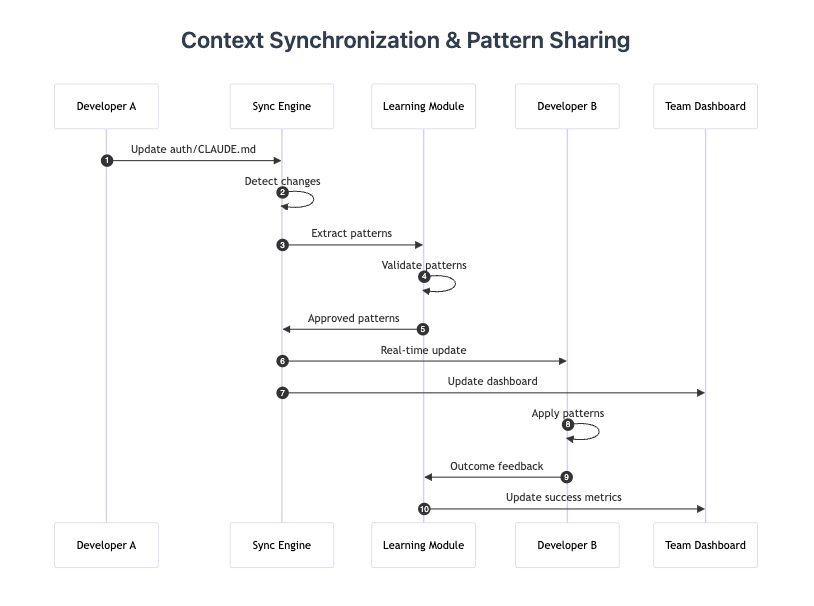 Context Synchronization & Pattern Sharing
Developer A
Sync Engine
Learning Module
Developer B
Team Dashboard
1
Update auth/CLAUDE.md
Detect changes
2
3
Extract patterns
Validate patterns
4
Approved patterns
5
6
Real-time update
7
Update dashboard
Apply patterns
8
Outcome feedback
9
10
Update success metrics
Developer A
Sync Engine
Learning Module
Developer B
Team Dashboard